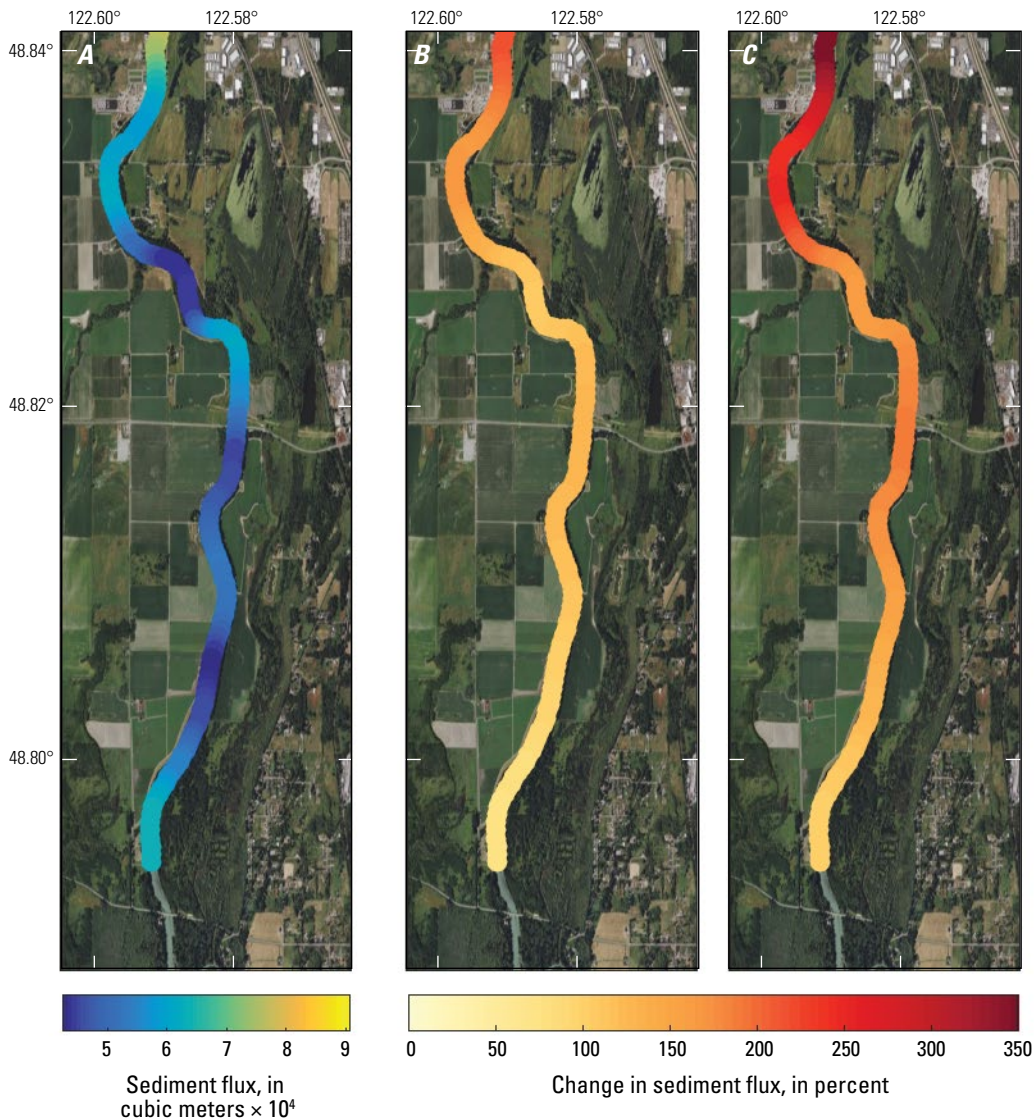 122.60° 122.58° 122.60° 122.58° 122.60° 122.58°
48.84°
A B C
48.82°
48.80°
5 6 7 8 9
0 50 100 150 200 250 300 350
Sediment flux, in
cubic meters × 10⁴
Change in sediment flux, in percent